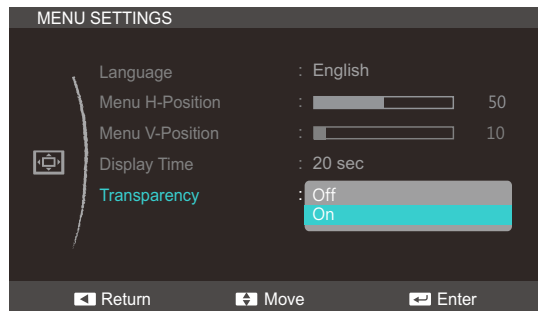 MENU SETTINGS
Language : English
Menu H-Position : 50
Menu V-Position : 10
Display Time : 20 sec
Transparency : Off
On
Return Move Enter